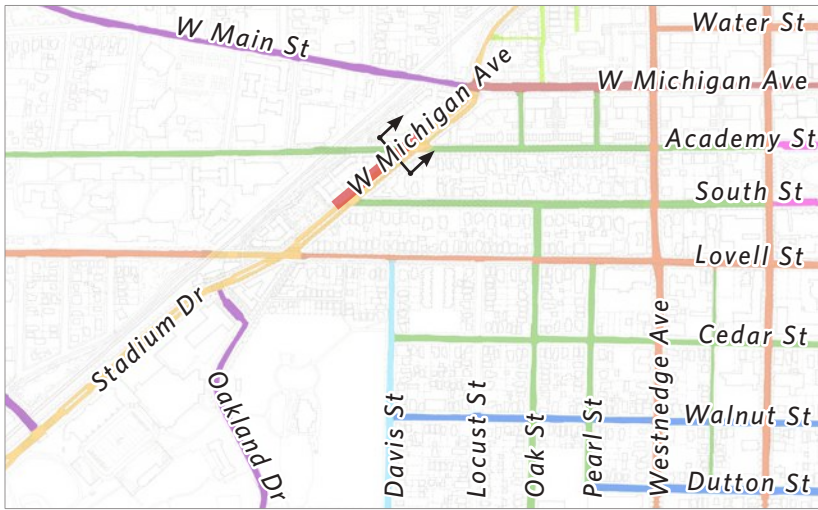 Water St
W Main St
W Michigan Ave
W Michigan Ave
Academy St
South St
Lovell St
Stadium Dr
Cedar St
Oakland Dr
Davis St
Locust St
Oak St
Pearl St
Westnedge Ave
Walnut St
Dutton St